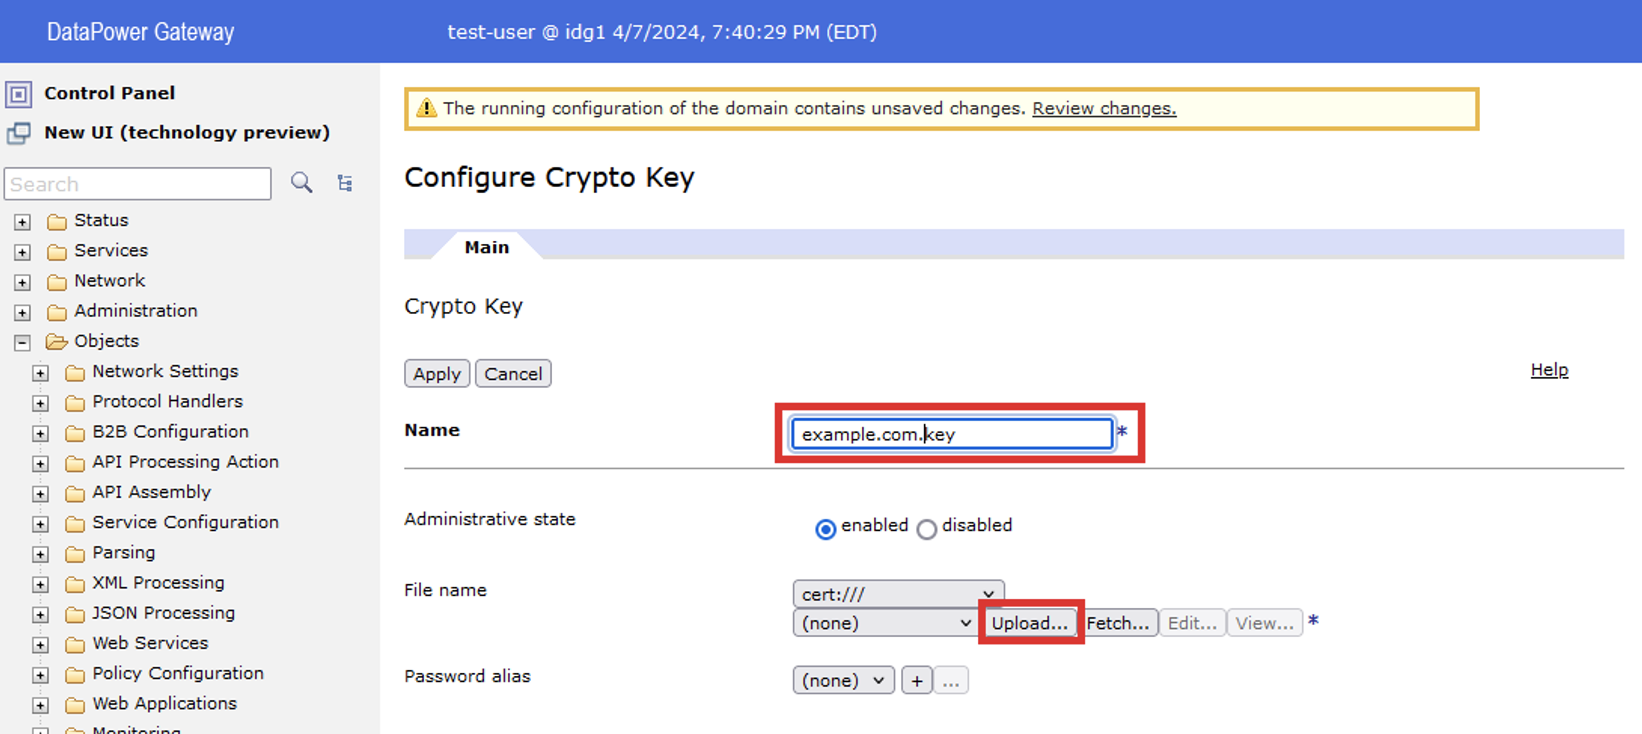 DataPower Gateway
test-user @ idg1 4/7/2024, 7:40:29 PM (EDT)
Control Panel
New UI (technology preview)
Search
Status
Services
Network
Administration
Objects
Network Settings
Protocol Handlers
B2B Configuration
API Processing Action
API Assembly
Service Configuration
Parsing
XML Processing
JSON Processing
Web Services
Policy Configuration
Web Applications
Monitoring
The running configuration of the domain contains unsaved changes. Review changes.
Configure Crypto Key
Main
Crypto Key
Apply Cancel
Help
Name example.com.key *
Administrative state enabled disabled
File name cert:///
(none) Upload... Fetch... Edit... View... *
Password alias (none) + ...